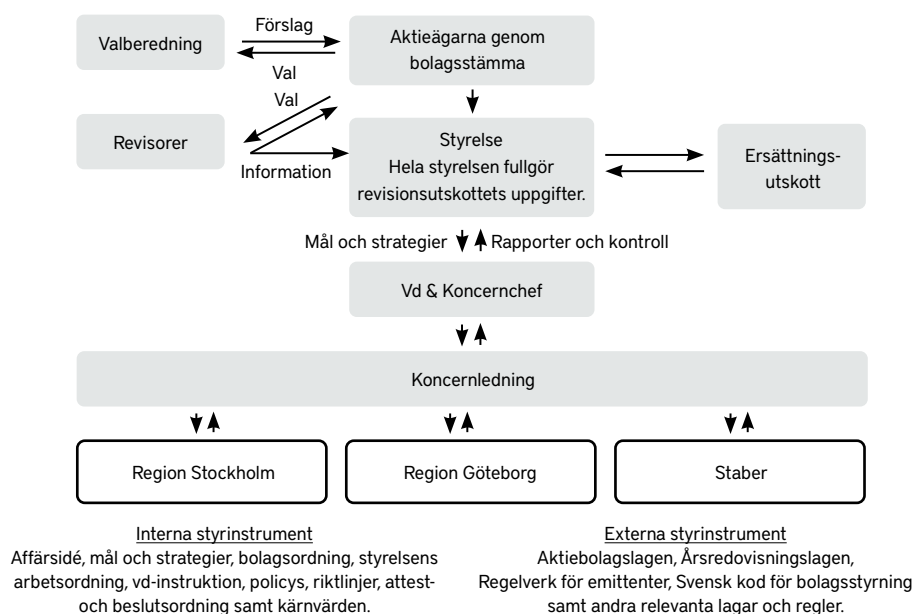 Valberedning
Förslag
Val
Aktieägarna genom
bolagsstämma
Val
Revisorer
Information
Styrelse
Hela styrelsen fullgör
revisionsutskottets uppgifter.
Ersättnings-
utskott
Mål och strategier
Rapporter och kontroll
Vd & Koncernchef
Koncernledning
Region Stockholm
Region Göteborg
Staber
Interna styrinstrument
Affärsidé, mål och strategier, bolagsordning, styrelsens
arbetsordning, vd-instruktion, policys, riktlinjer, attest-
och beslutsordning samt kärnvärden.
Externa styrinstrument
Aktiebolagslagen, Årsredovisningslagen,
Regelverk för emittenter, Svensk kod för bolagsstyrning
samt andra relevanta lagar och regler.